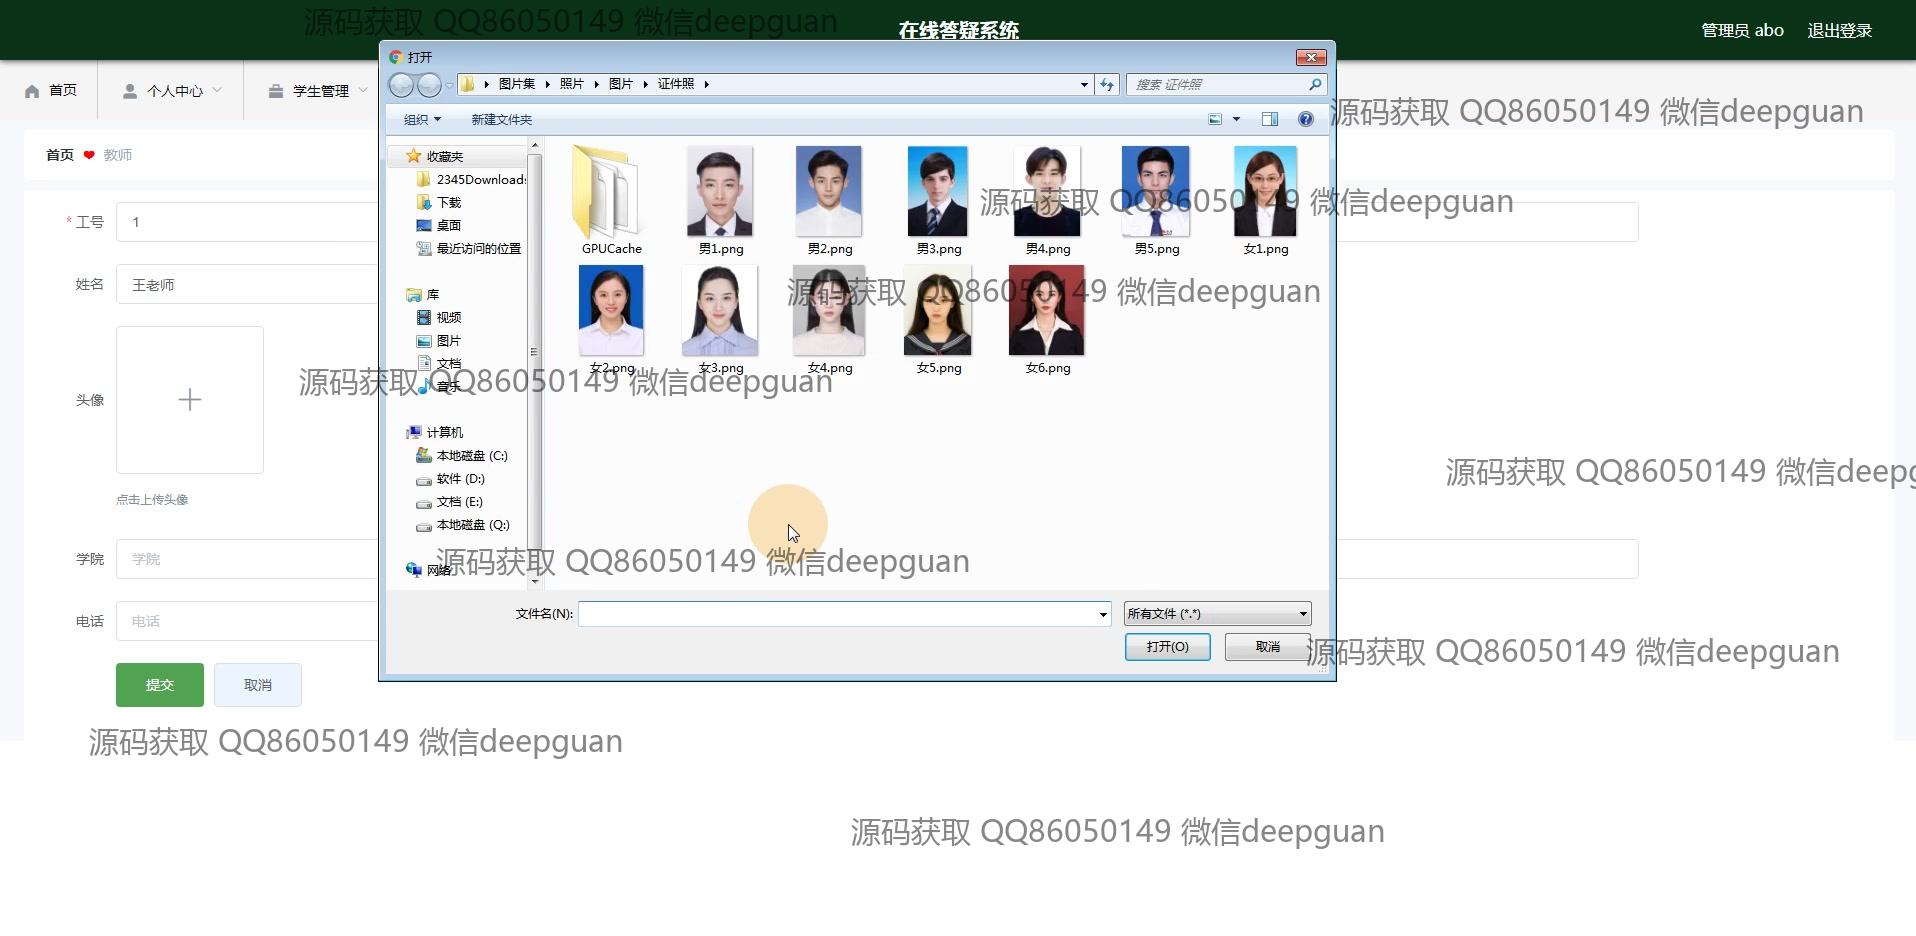 源码获取 QQ86050149 微信deepguan
在线答疑系统
管理员 abo
退出登录
打开
首页
个人中心
学生管理
图片集
照片
图片
证件照
搜索 证件照
组织
新建文件夹
源码获取 QQ86050149 微信deepguan
首页
教师
收藏夹
2345Downloads
下载
桌面
最近访问的位置
GPUCache
男1.png
男2.png
男3.png
男4.png
男5.png
女1.png
源码获取 QQ86050149 微信deepguan
* 工号
1
姓名
王老师
库
视频
图片
文档
音乐
源码获取 QQ86050149 微信deepguan
女2.png
女3.png
女4.png
女5.png
女6.png
源码获取 QQ86050149 微信deepguan
头像
计算机
本地磁盘 (C:)
软件 (D:)
文档 (E:)
本地磁盘 (Q:)
网络
源码获取 QQ86050149 微信deepg
点击上传头像
源码获取 QQ86050149 微信deepguan
学院
学院
电话
电话
文件名(N):
所有文件 (*.*)
打开(O)
取消
源码获取 QQ86050149 微信deepguan
提交
取消
源码获取 QQ86050149 微信deepguan
源码获取 QQ86050149 微信deepguan